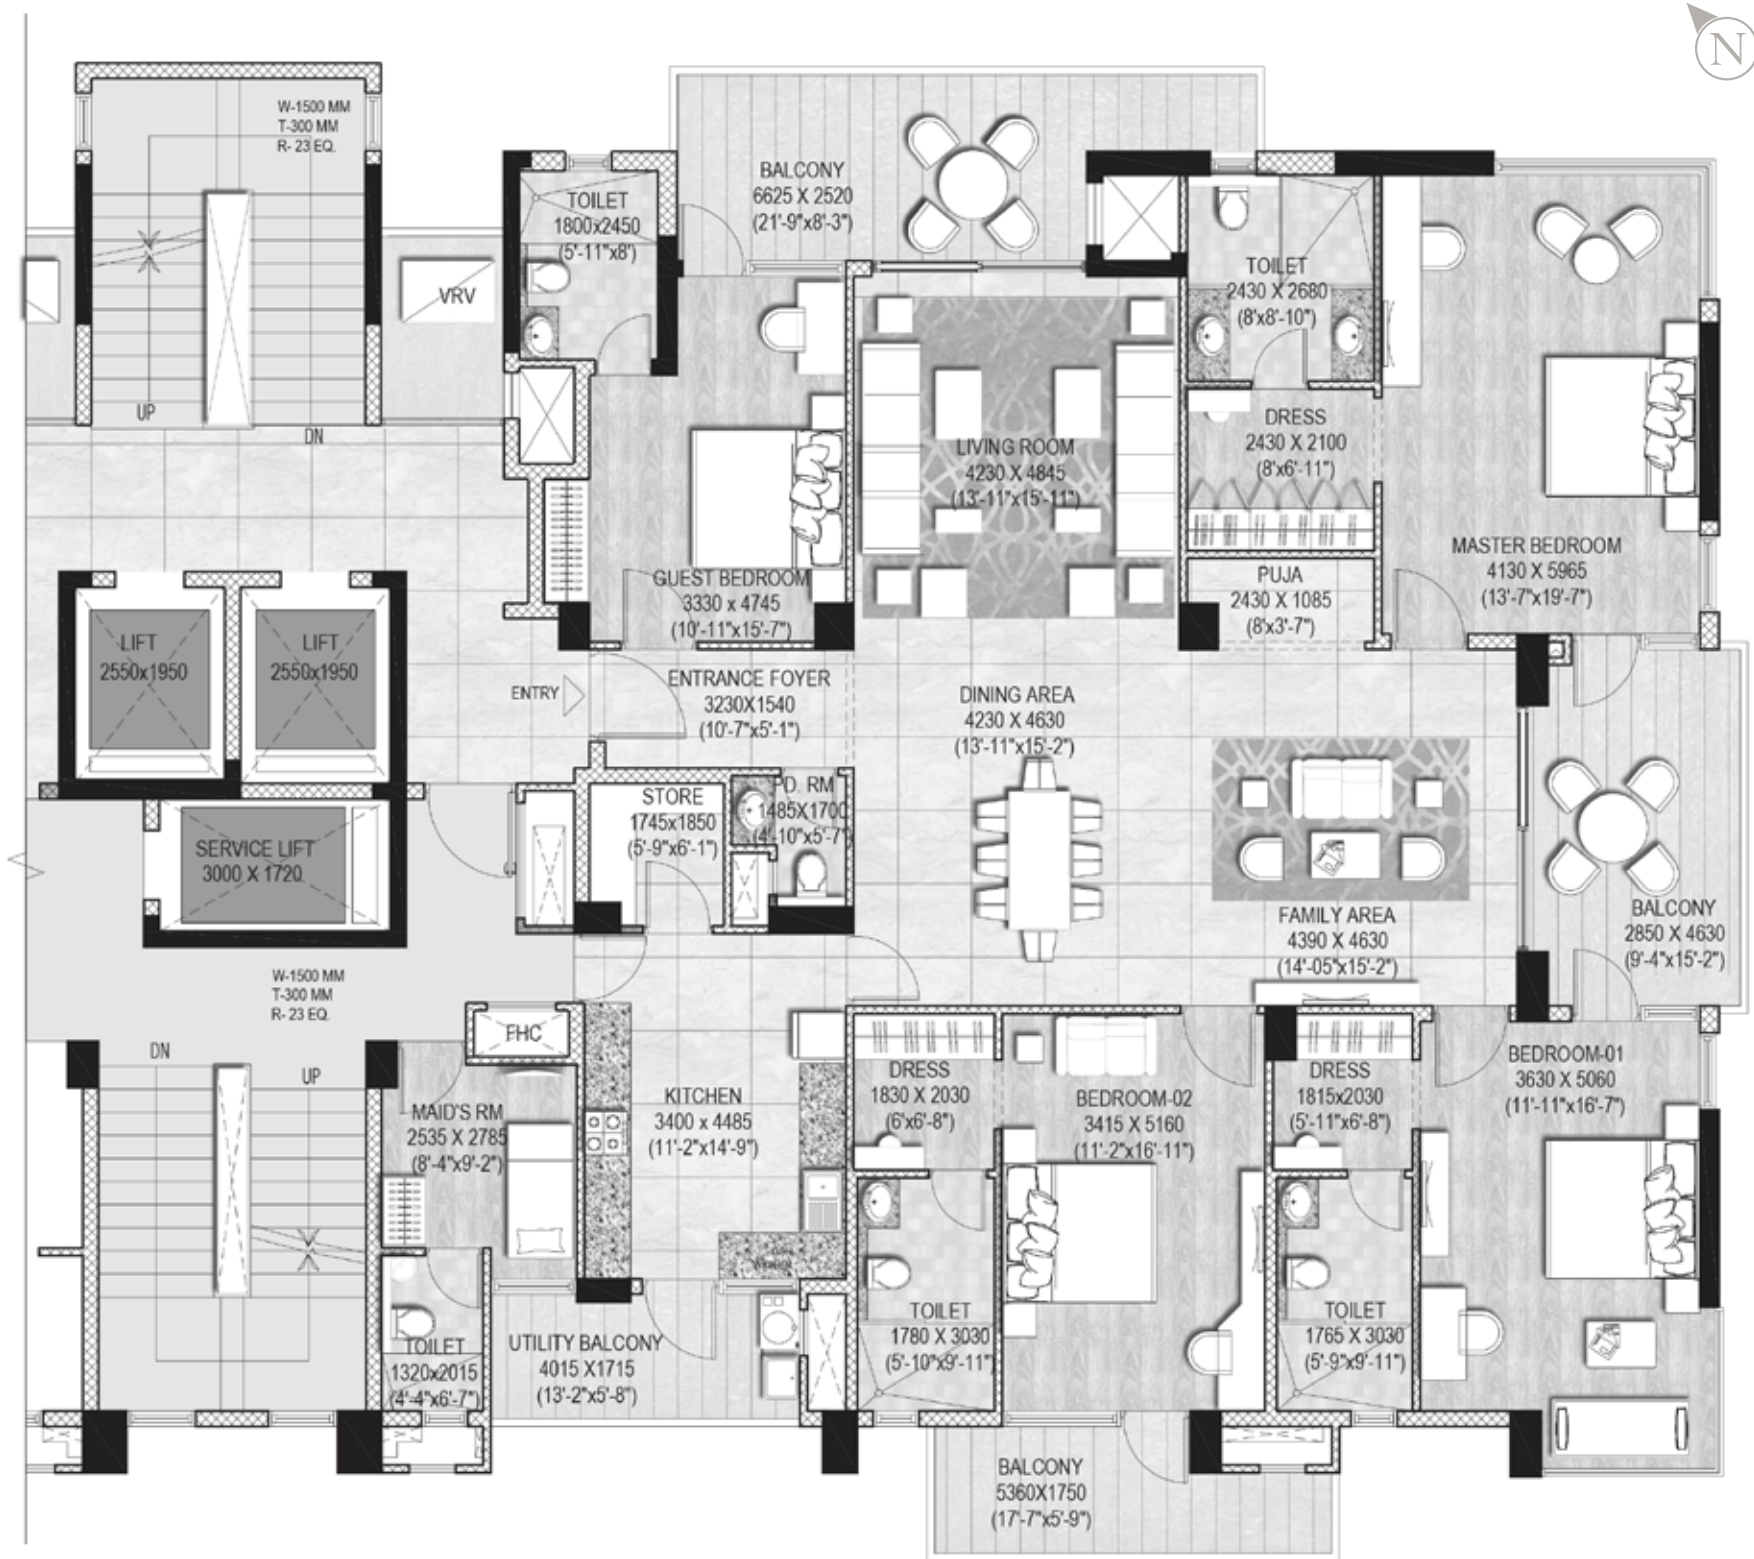 N
W-1500 MM
T-300 MM
R- 23 EQ.
BALCONY
6625 X 2520
(21'-9"x8'-3")
TOILET
1800x2450
(5'-11"x8')
VRV
TOILET
2430 X 2680
(8'x8'-10")
UP
DN
DRESS
2430 X 2100
(8'x6'-11")
LIVING ROOM
4230 X 4845
(13'-11"x15'-11")
MASTER BEDROOM
4130 X 5965
(13'-7"x19'-7")
GUEST BEDROOM
3330 x 4745
(10'-11"x15'-7")
PUJA
2430 X 1085
(8'x3'-7")
LIFT
2550x1950
LIFT
2550x1950
ENTRY
ENTRANCE FOYER
3230X1540
(10'-7"x5'-1")
DINING AREA
4230 X 4630
(13'-11"x15'-2")
STORE
1745x1850
(5'-9"x6'-1")
PD. RM
1485X1700
(4'-10"x5'-7")
SERVICE LIFT
3000 X 1720
FAMILY AREA
4390 X 4630
(14'-05"x15'-2")
BALCONY
2850 X 4630
(9'-4"x15'-2")
W-1500 MM
T-300 MM
R- 23 EQ.
FHC
DN
UP
MAID'S RM
2535 X 2785
(8'-4"x9'-2")
KITCHEN
3400 x 4485
(11'-2"x14'-9")
DRESS
1830 X 2030
(6'x6'-8")
BEDROOM-02
3415 X 5160
(11'-2"x16'-11")
DRESS
1815x2030
(5'-11"x6'-8")
BEDROOM-01
3630 X 5060
(11'-11"x16'-7")
TOILET
1320x2015
(4'-4"x6'-7")
UTILITY BALCONY
4015 X1715
(13'-2"x5'-8")
TOILET
1780 X 3030
(5'-10"x9'-11")
TOILET
1765 X 3030
(5'-9"x9'-11")
BALCONY
5360X1750
(17'-7"x5'-9")